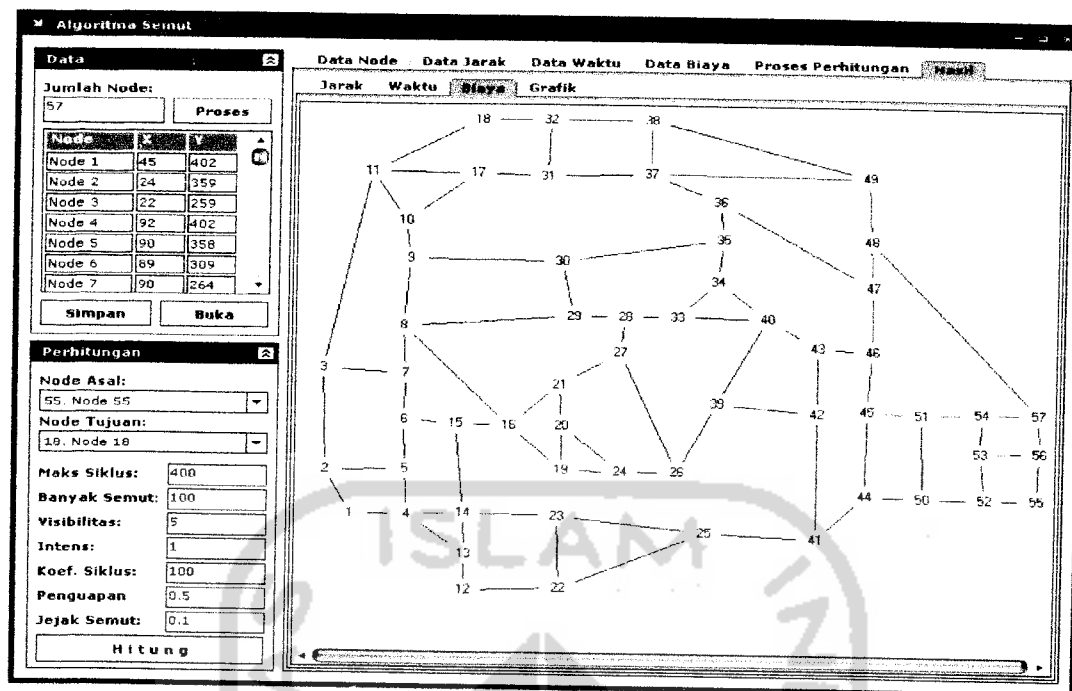 Algoritma Semut
Data
Jumlah Node:
57
Proses
Node X Y
Node 1 45 402
Node 2 24 359
Node 3 22 259
Node 4 92 402
Node 5 90 358
Node 6 89 309
Node 7 90 264
Simpan Buka
Perhitungan
Node Asal:
55. Node 55
Node Tujuan:
18. Node 18
Maks Siklus: 400
Banyak Semut: 100
Visibilitas: 5
Intens: 1
Koef. Siklus: 100
Penguapan 0.5
Jejak Semut: 0.1
Hitung
Data Node Data Jarak Data Waktu Data Biaya Proses Perhitungan Hasil
Jarak Waktu Biaya Grafik
18 32 38
11 17 31 37 49
36
10
35 48
9 30
34 47
29 28 33 40
8
27 43 46
3 7
21
39 42 45 51 54 57
6 15 16 20
53 56
2 5 19 24 26
44 50 52 55
1 4 14 23
25 41
13
12 22
ISLAM